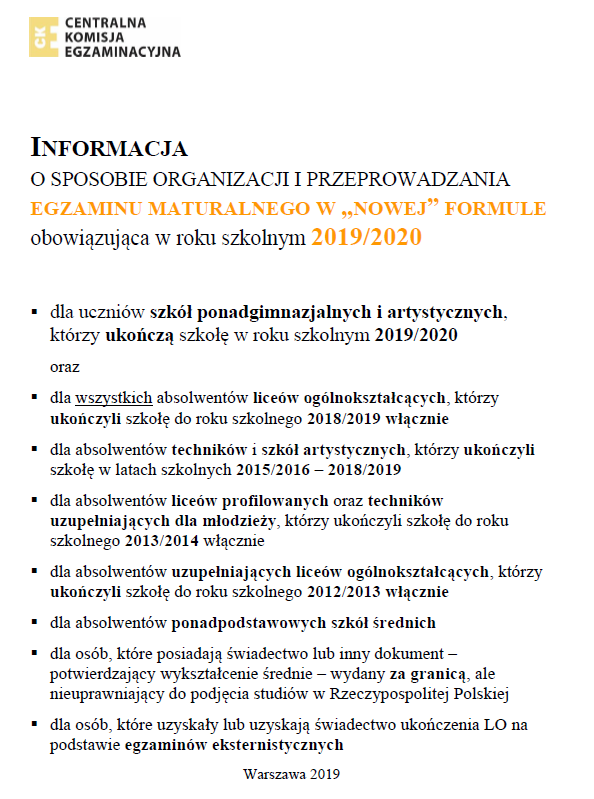 CK
CENTRALNA
KOMISJA
EGZAMINACYJNA
INFORMACJA
O SPOSOBIE ORGANIZACJI I PRZEPROWADZANIA
EGZAMINU MATURALNEGO W „NOWEJ” FORMULE
obowiązująca w roku szkolnym 2019/2020
▪ dla uczniów szkół ponadgimnazjalnych i artystycznych,
którzy ukończą szkołę w roku szkolnym 2019/2020
oraz
▪ dla wszystkich absolwentów liceów ogólnokształcących, którzy
ukończyli szkołę do roku szkolnego 2018/2019 włącznie
▪ dla absolwentów techników i szkół artystycznych, którzy ukończyli
szkołę w latach szkolnych 2015/2016 – 2018/2019
▪ dla absolwentów liceów profilowanych oraz techników
uzupełniających dla młodzieży, którzy ukończyli szkołę do roku
szkolnego 2013/2014 włącznie
▪ dla absolwentów uzupełniających liceów ogólnokształcących, którzy
ukończyli szkołę do roku szkolnego 2012/2013 włącznie
▪ dla absolwentów ponadpodstawowych szkół średnich
▪ dla osób, które posiadają świadectwo lub inny dokument –
potwierdzający wykształcenie średnie – wydany za granicą, ale
nieuprawniający do podjęcia studiów w Rzeczypospolitej Polskiej
▪ dla osób, które uzyskały lub uzyskają świadectwo ukończenia LO na
podstawie egzaminów eksternistycznych
Warszawa 2019